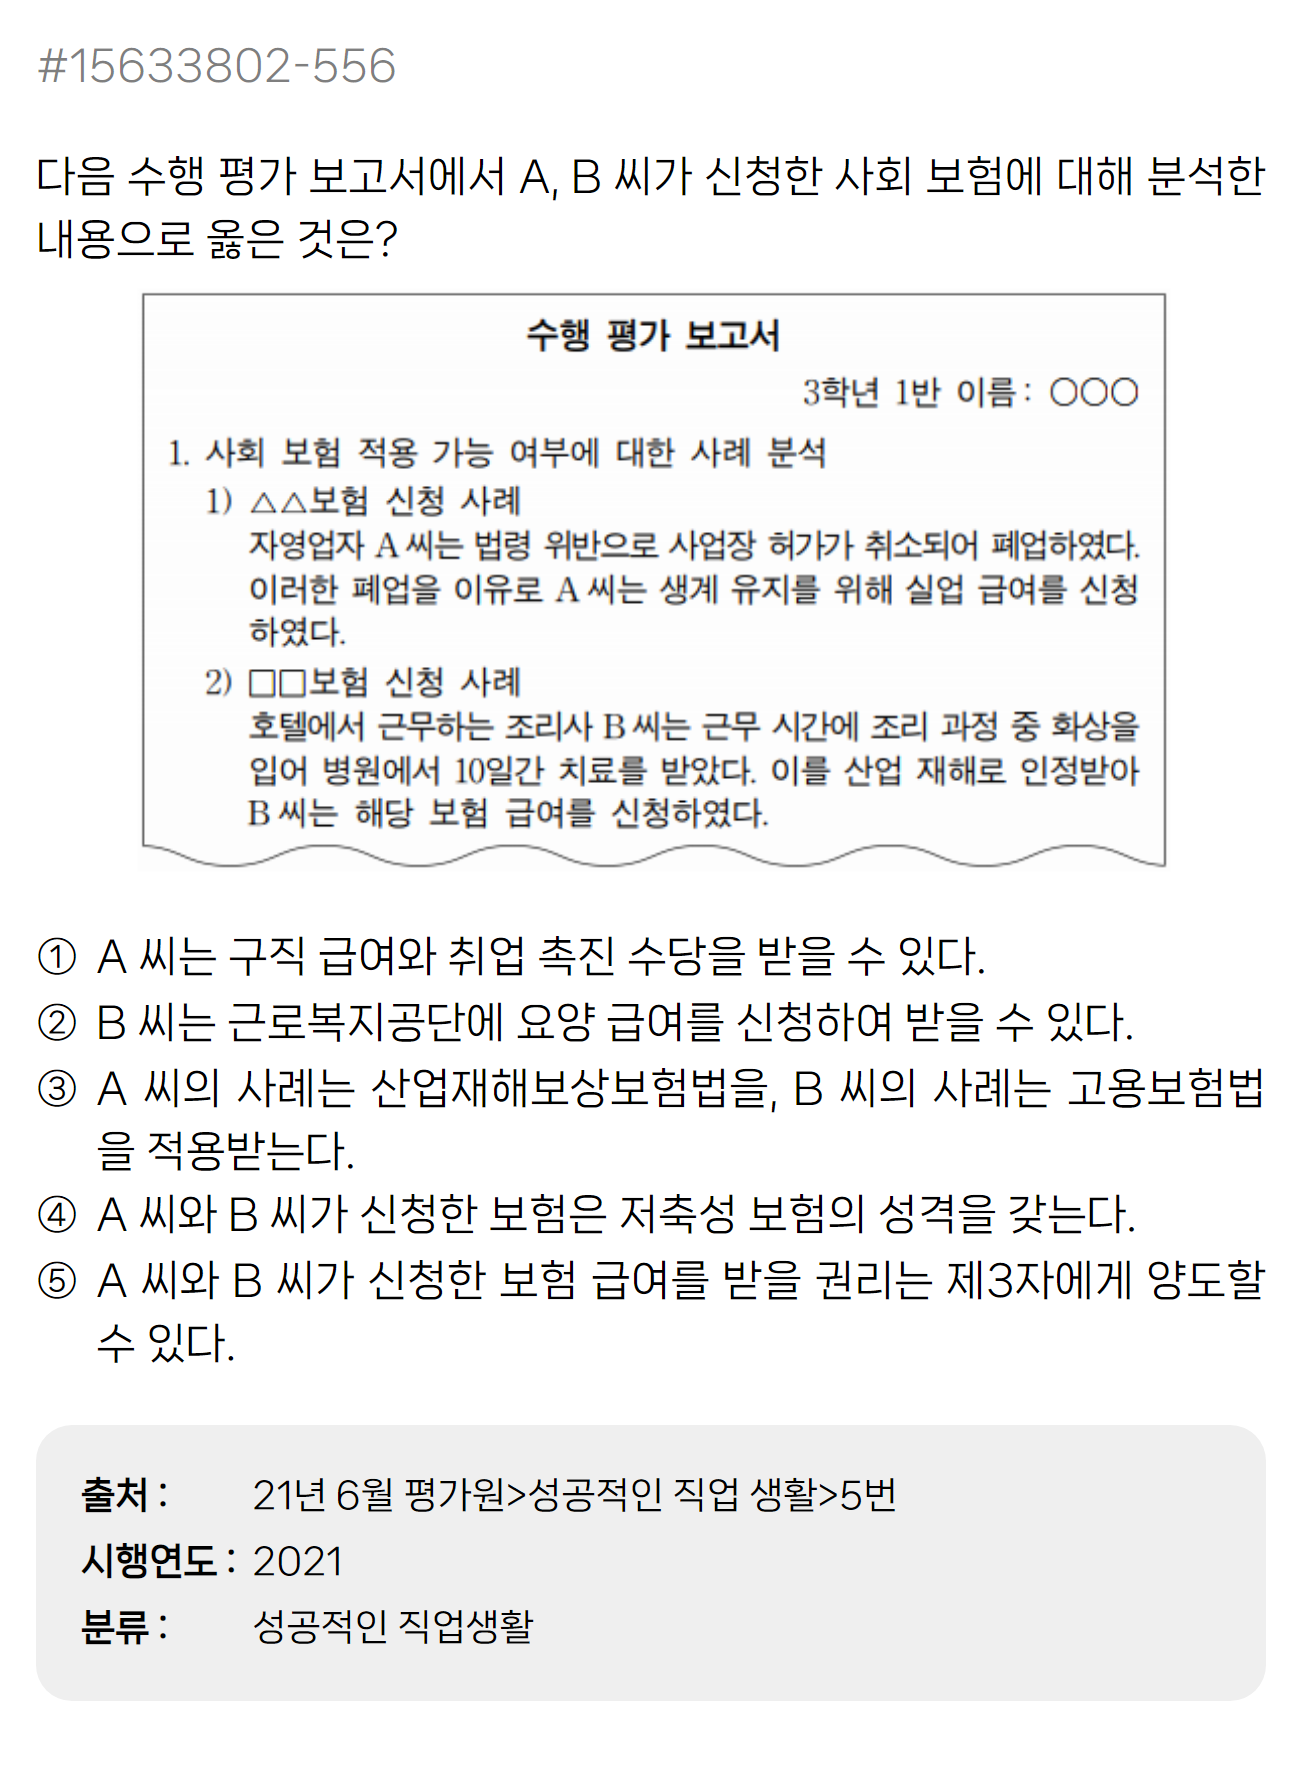 #15633802-556
다음 수행 평가 보고서에서 A, B 씨가 신청한 사회 보험에 대해 분석한
내용으로 옳은 것은?
수행 평가 보고서
3학년 1반 이름: ○○○
1. 사회 보험 적용 가능 여부에 대한 사례 분석
1) △△보험 신청 사례
자영업자 A 씨는 법령 위반으로 사업장 허가가 취소되어 폐업하였다.
이러한 폐업을 이유로 A 씨는 생계 유지를 위해 실업 급여를 신청
하였다.
2) □□보험 신청 사례
호텔에서 근무하는 조리사 B 씨는 근무 시간에 조리 과정 중 화상을
입어 병원에서 10일간 치료를 받았다. 이를 산업 재해로 인정받아
B 씨는 해당 보험 급여를 신청하였다.
① A 씨는 구직 급여와 취업 촉진 수당을 받을 수 있다.
② B 씨는 근로복지공단에 요양 급여를 신청하여 받을 수 있다.
③ A 씨의 사례는 산업재해보상보험법을, B 씨의 사례는 고용보험법
을 적용받는다.
④ A 씨와 B 씨가 신청한 보험은 저축성 보험의 성격을 갖는다.
⑤ A 씨와 B 씨가 신청한 보험 급여를 받을 권리는 제3자에게 양도할
수 있다.
출처 : 21년 6월 평가원>성공적인 직업 생활>5번
시행연도 : 2021
분류 : 성공적인 직업생활